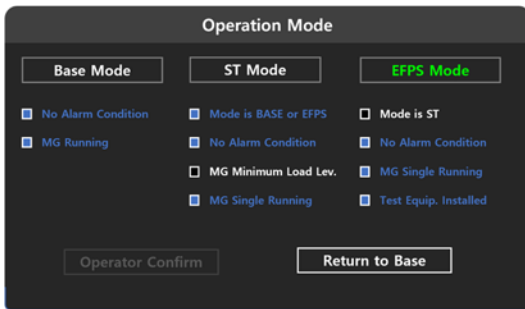 Operation Mode
Base Mode
ST Mode
EFPS Mode
No Alarm Condition
Mode is BASE or EFPS
Mode is ST
MG Running
No Alarm Condition
No Alarm Condition
MG Minimum Load Lev.
MG Single Running
MG Single Running
Test Equip. Installed
Operator Confirm
Return to Base